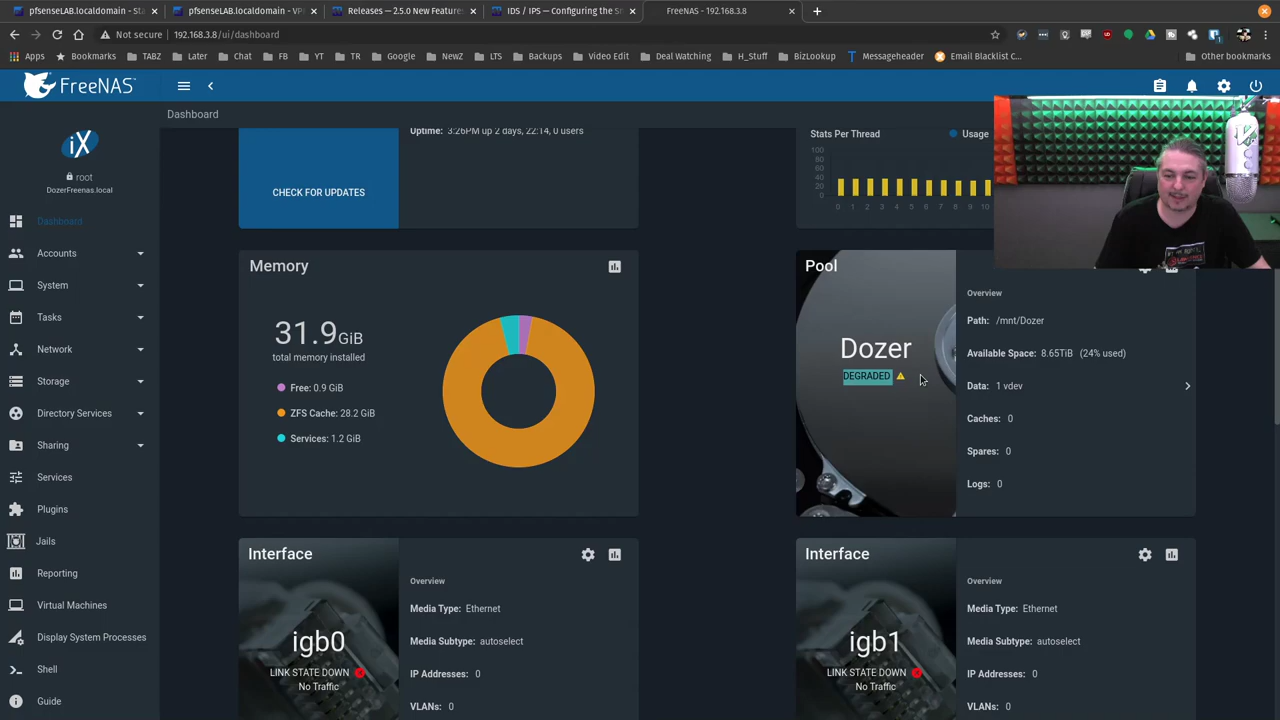 pfsenseLAB.localdomain - Sta
pfsenseLAB.localdomain - VP
Releases — 2.5.0 New Feature
IDS / IPS — Configuring the Sn
FreeNAS - 192.168.3.8
Not secure
192.168.3.8/ui/dashboard
Apps
Bookmarks
TABZ
Later
Chat
FB
YT
TR
Google
NewZ
LTS
Backups
Video Edit
Deal Watching
H_Stuff
BizLookup
Messageheader
Email Blacklist C...
Other bookmarks
FreeNAS
Dashboard
iX
root
DozerFreenas.local
Dashboard
Accounts
System
Tasks
Network
Storage
Directory Services
Sharing
Services
Plugins
Jails
Reporting
Virtual Machines
Display System Processes
Shell
Guide
CHECK FOR UPDATES
Uptime: 3:26PM up 2 days, 22:14, 0 users
Stats Per Thread
Usage
100
80
60
40
20
0
0 1 2 3 4 5 6 7 8 9 10
Memory
31.9GiB
total memory installed
Free: 0.9 GiB
ZFS Cache: 28.2 GiB
Services: 1.2 GiB
Pool
Dozer
DEGRADED
Overview
Path: /mnt/Dozer
Available Space: 8.65TiB (24% used)
Data: 1 vdev
Caches: 0
Spares: 0
Logs: 0
Interface
igb0
LINK STATE DOWN
No Traffic
Overview
Media Type: Ethernet
Media Subtype: autoselect
IP Addresses: 0
VLANs: 0
Interface
igb1
LINK STATE DOWN
No Traffic
Overview
Media Type: Ethernet
Media Subtype: autoselect
IP Addresses: 0
VLANs: 0